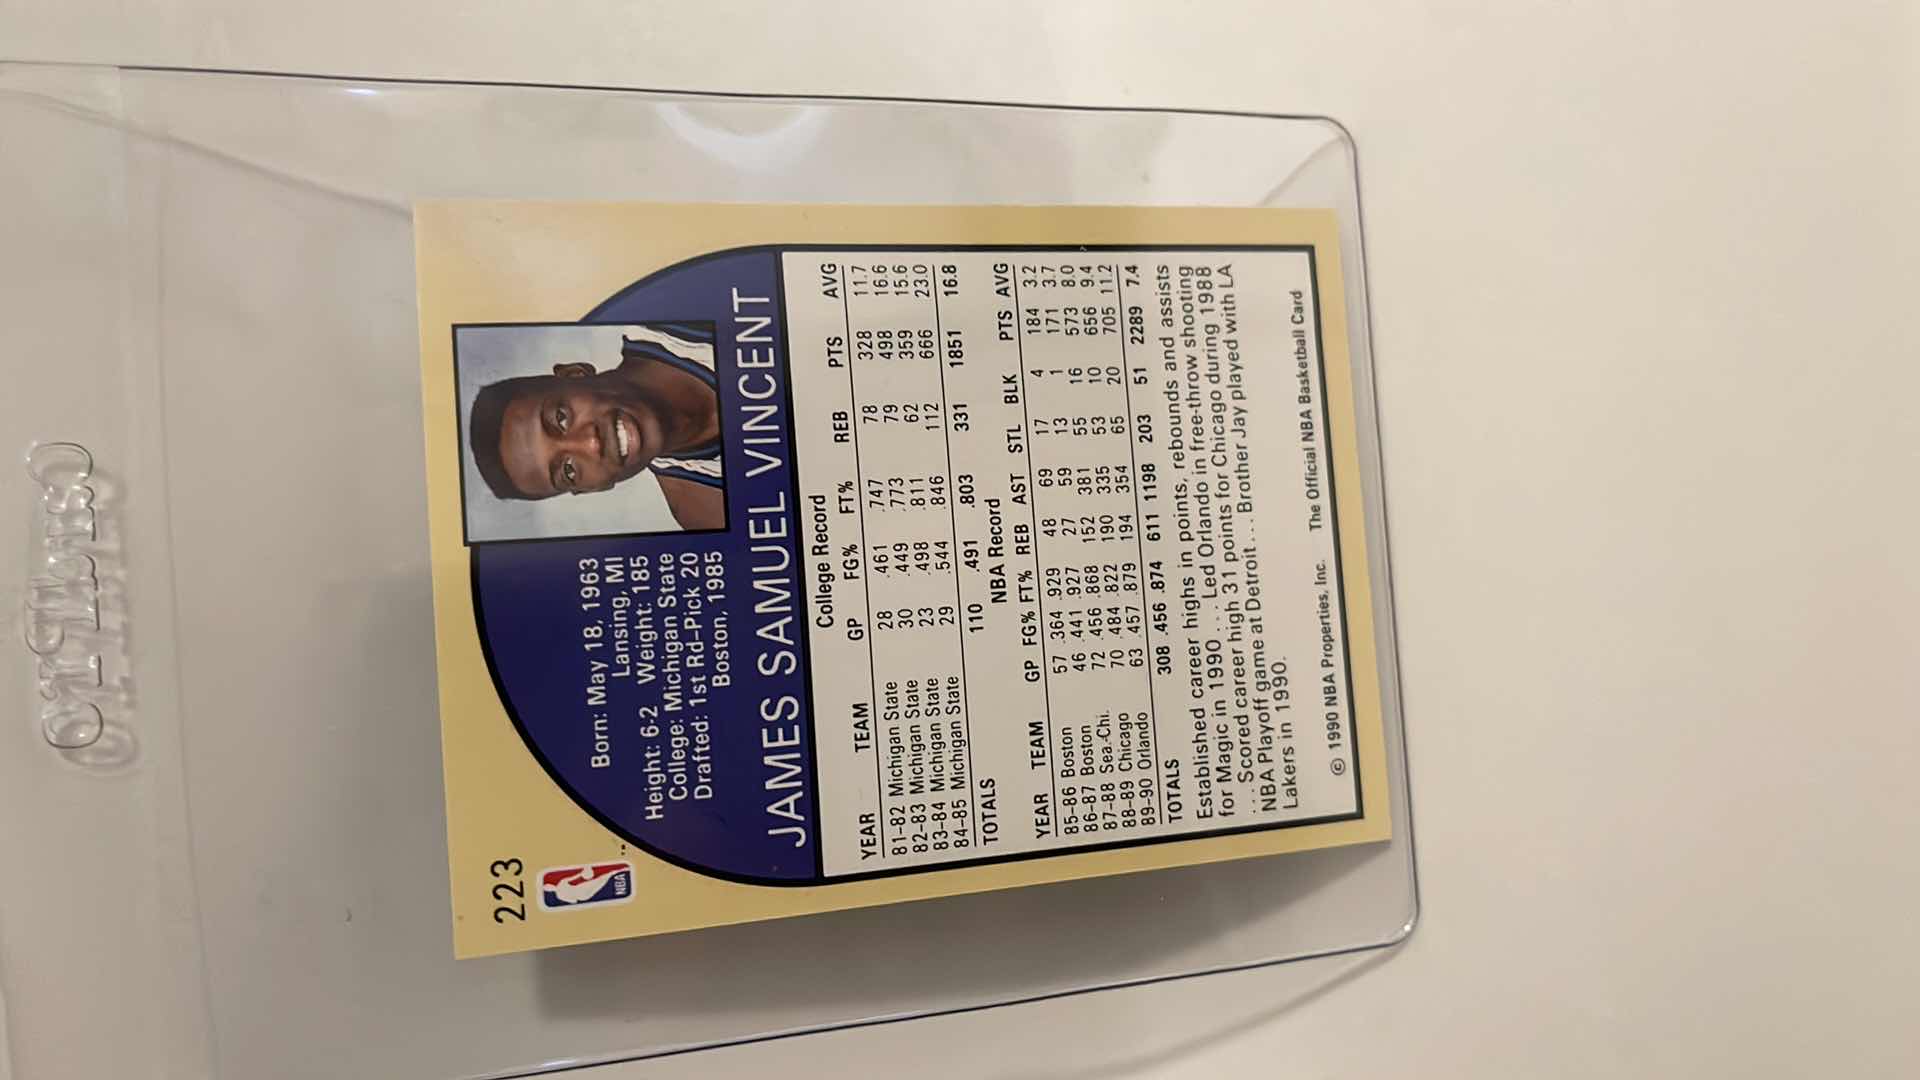 223
NBA
Born: May 18, 1963
Lansing, MI
Height: 6-2 Weight: 185
College: Michigan State
Drafted: 1st Rd-Pick 20
Boston, 1985
JAMES SAMUEL VINCENT
College Record
YEAR TEAM GP FG% FT% REB PTS AVG
81-82 Michigan State 28 .461 .747 78 328 11.7
82-83 Michigan State 30 .449 .773 79 498 16.6
83-84 Michigan State 23 .498 .811 62 359 15.6
84-85 Michigan State 29 .544 .846 112 666 23.0
TOTALS 110 .491 .803 331 1851 16.8
NBA Record
YEAR TEAM GP FG% FT% REB AST STL BLK PTS AVG
85-86 Boston 57 .364 .929 48 69 17 4 184 3.2
86-87 Boston 46 .441 .927 27 59 13 1 171 3.7
87-88 Sea.-Chi. 72 .456 .868 152 381 55 16 573 8.0
88-89 Chicago 70 .484 .822 190 335 53 10 656 9.4
89-90 Orlando 63 .457 .879 194 354 65 20 705 11.2
TOTALS 308 .456 .874 611 1198 203 51 2289 7.4
Established career highs in points, rebounds and assists
for Magic in 1990 . . . Led Orlando in free-throw shooting
. . . Scored career high 31 points for Chicago during 1988
NBA Playoff game at Detroit . . . Brother Jay played with LA
Lakers in 1990.
© 1990 NBA Properties, Inc. The Official NBA Basketball Card
CardPro